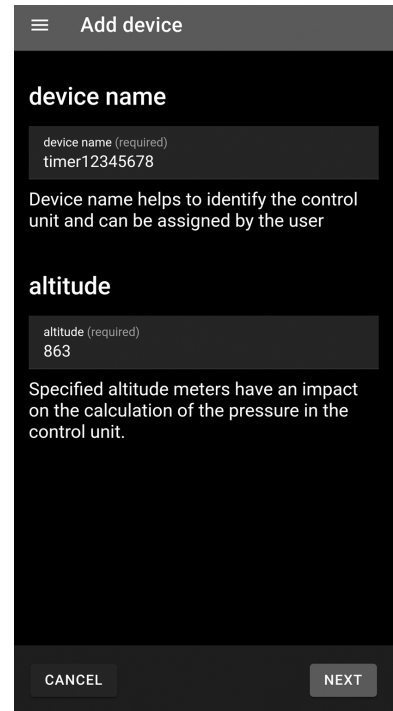 Add device
device name
device name (required)
timer12345678
Device name helps to identify the control
unit and can be assigned by the user
altitude
altitude (required)
863
Specified altitude meters have an impact
on the calculation of the pressure in the
control unit.
CANCEL
NEXT